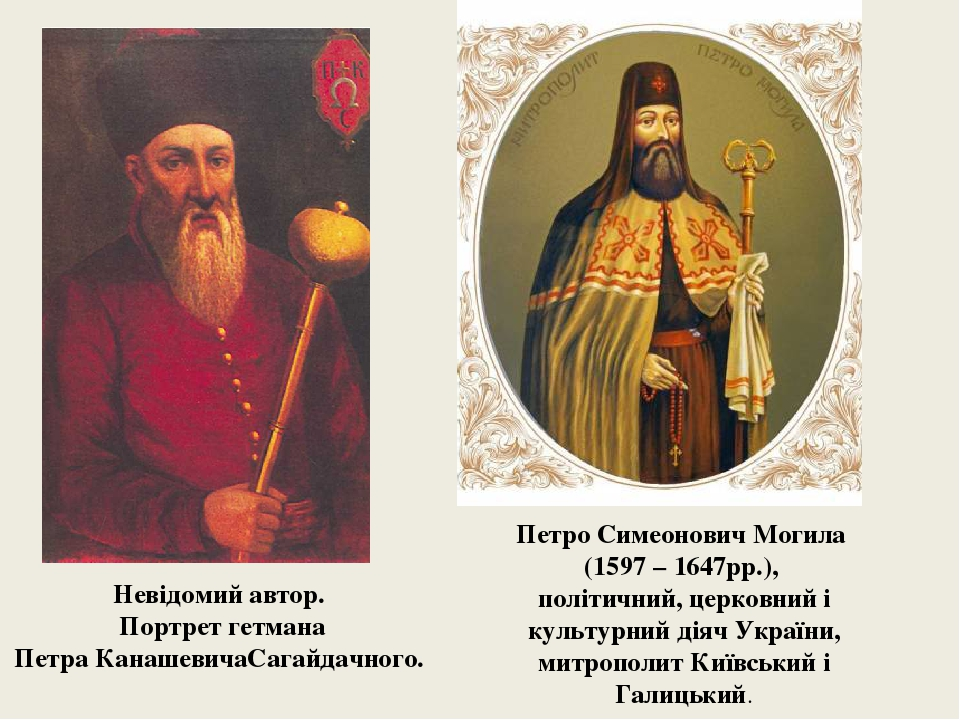 П К
С
МИТРОПОЛИТ
ПЕТРО МОГИЛА
Невідомий автор.
Портрет гетмана
Петра КанашевичаСагайдачного.
Петро Симеонович Могила
(1597 – 1647рр.),
політичний, церковний і
культурний діяч України,
митрополит Київський і
Галицький.